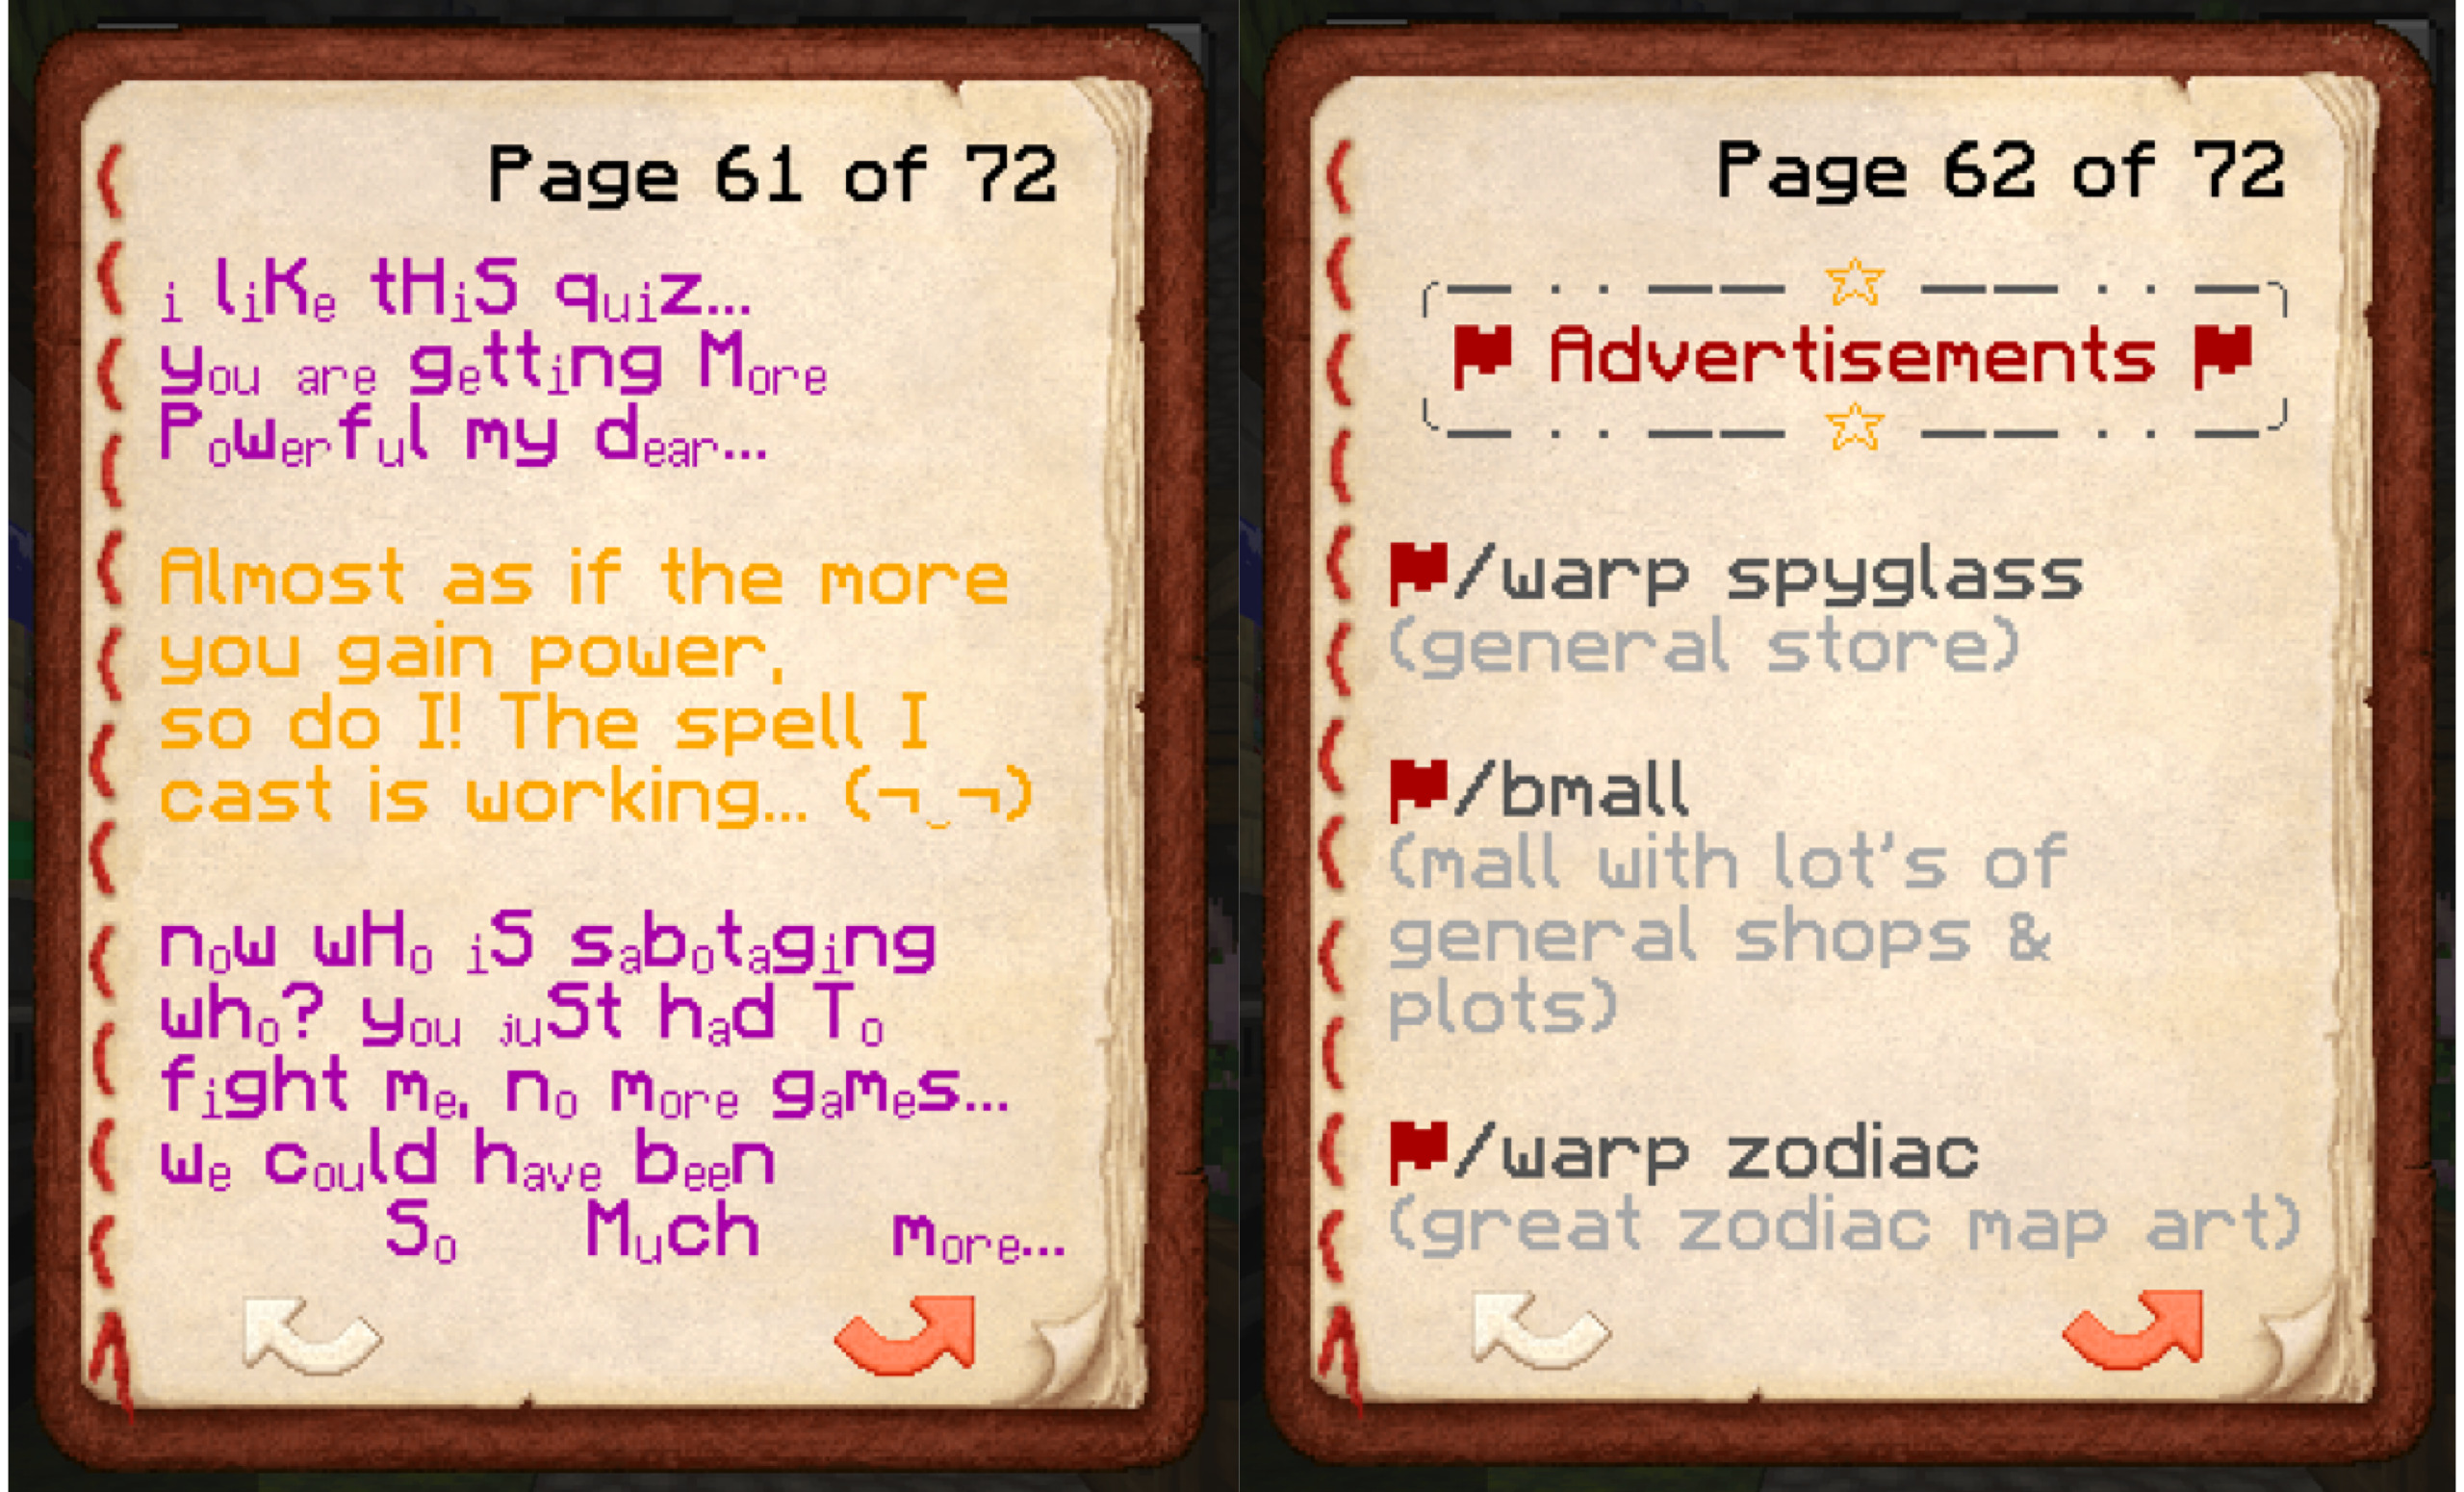 Page 61 of 72
ᵢ lᵢKₑ tHᵢS qᵤᵢz...
yₒᵤ ₐᵣₑ gₑttᵢng Mₒᵣₑ
Pₒwₑᵣfᵤl my dₑₐᵣ...
Almost as if the more
you gain power,
so do I! The spell I
cast is working... (¬‿¬)
nₒw wHₒ ᵢS sₐbₒtₐgᵢng
whₒ? yₒᵤ ⱼᵤSt hₐd Tₒ
fᵢght mₑ, nₒ mₒᵣₑ gₐmₑs...
wₑ cₒᵤld hₐᵥₑ bₑₑn
Sₒ Mᵤch mₒᵣₑ...
Page 62 of 72
╭── · · ──── ☆ ──── · · ──╮
⚑ Advertisements ⚑
╰── · · ──── ☆ ──── · · ──╯
⚑/warp spyglass
(general store)
⚑/bmall
(mall with lot's of
general shops &
plots)
⚑/warp zodiac
(great zodiac map art)